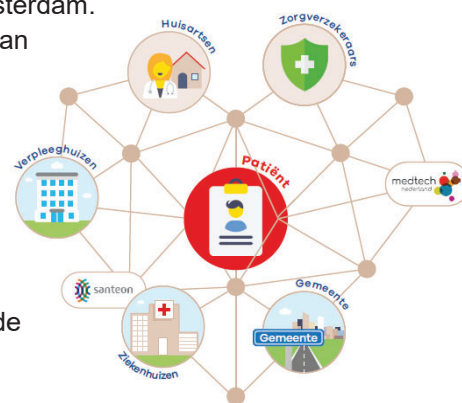 sterdam.
an
Huisartsen
Zorgverzekeraars
Verpleeghuizen
Patiënt
medtech
nederland
santeon
de
Ziekenhuizen
Gemeente
Gemeente